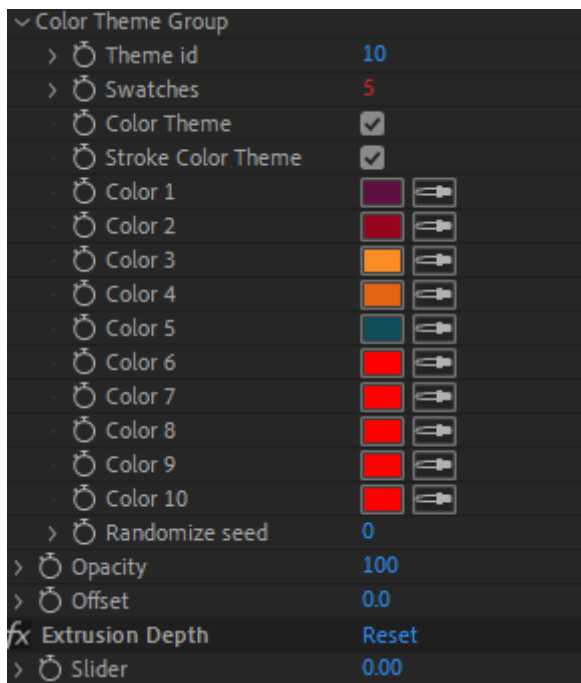 Color Theme Group
Theme id 10
Swatches 5
Color Theme
Stroke Color Theme
Color 1
Color 2
Color 3
Color 4
Color 5
Color 6
Color 7
Color 8
Color 9
Color 10
Randomize seed 0
Opacity 100
Offset 0.0
fx Extrusion Depth Reset
Slider 0.00